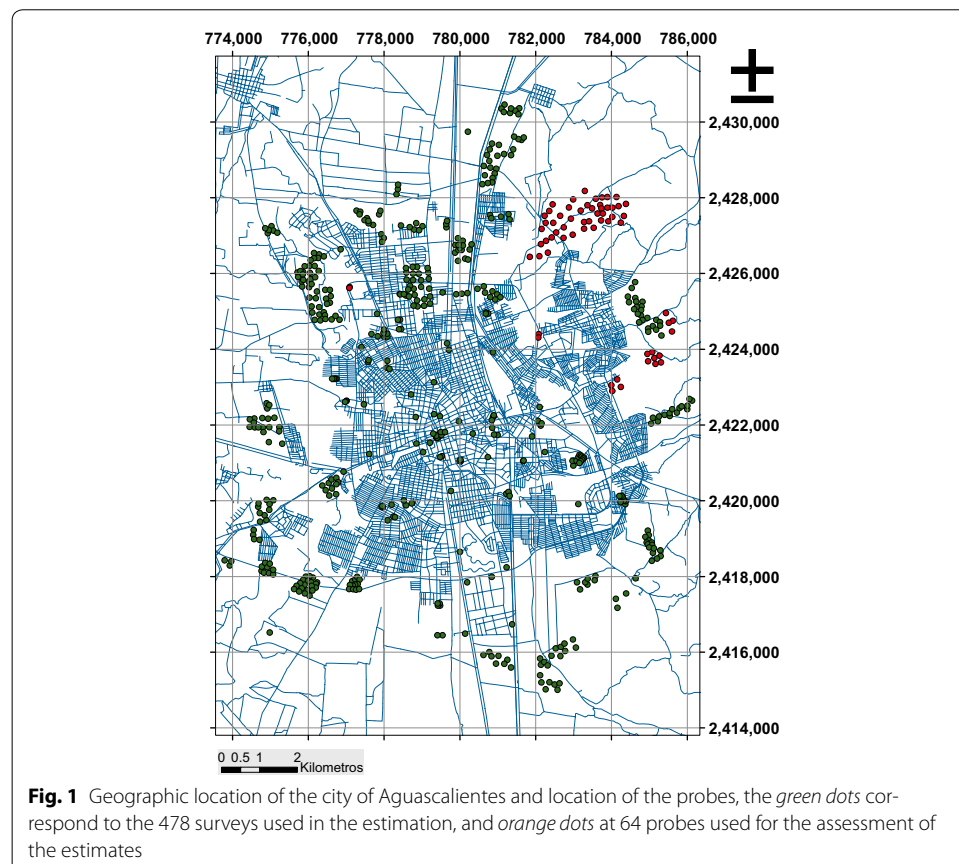 774,000 776,000 778,000 780,000 782,000 784,000 786,000
2,430,000
2,428,000
2,426,000
2,424,000
2,422,000
2,420,000
2,418,000
2,416,000
2,414,000
0 0.5 1 2
Kilometros
Fig. 1 Geographic location of the city of Aguascalientes and location of the probes, the green dots cor-
respond to the 478 surveys used in the estimation, and orange dots at 64 probes used for the assessment of
the estimates